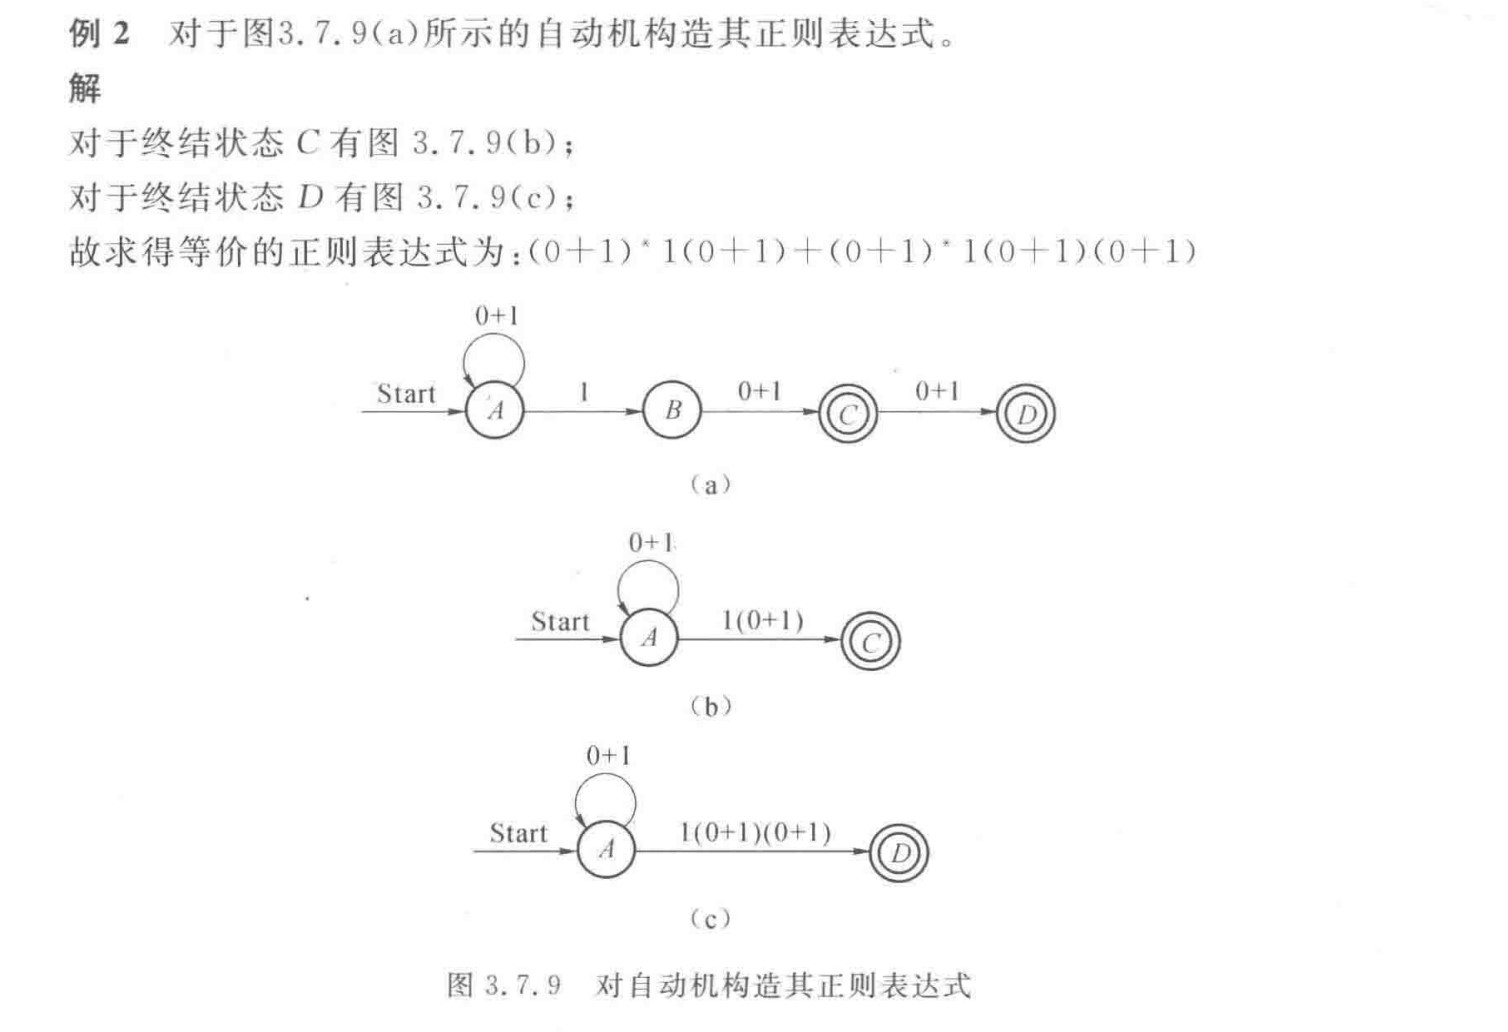 例 2 对于图3.7.9(a)所示的自动机构造其正则表达式。
解
对于终结状态 C 有图 3.7.9(b)；
对于终结状态 D 有图 3.7.9(c)；
故求得等价的正则表达式为:(0+1)*1(0+1)+(0+1)*1(0+1)(0+1)
0+1
Start A 1 B 0+1 C 0+1 D
(a)
0+1
Start A 1(0+1) C
(b)
0+1
Start A 1(0+1)(0+1) D
(c)
图 3.7.9 对自动机构造其正则表达式